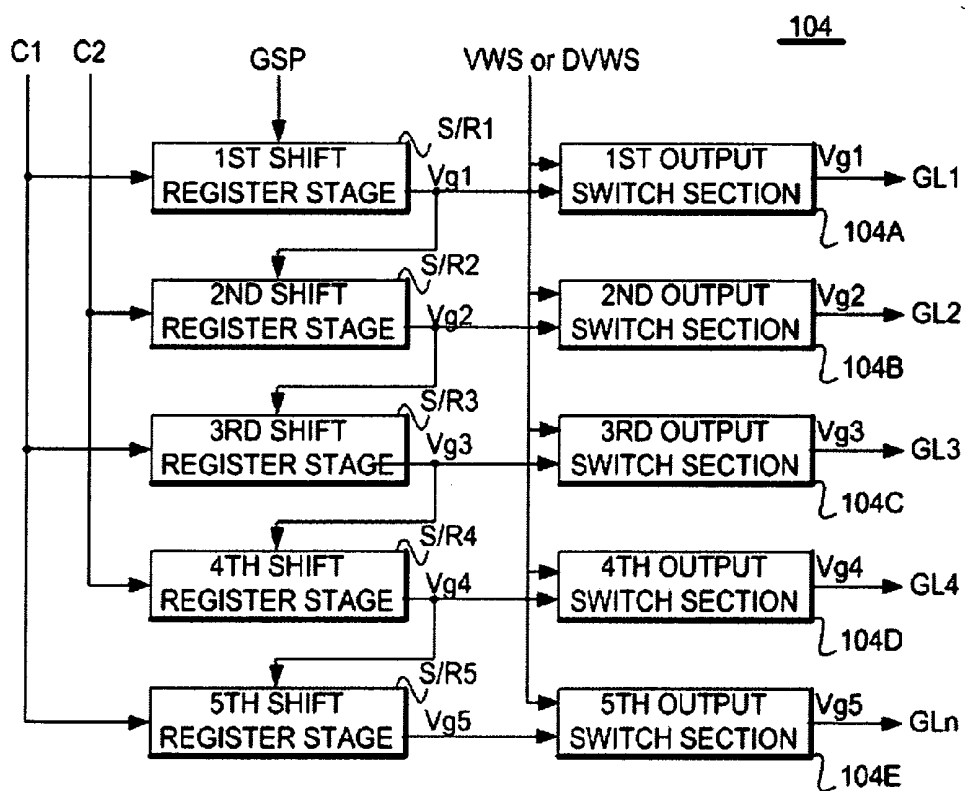 104
C1 C2 GSP VWS or DVWS
S/R1
1ST SHIFT
REGISTER STAGE
Vg1
1ST OUTPUT
SWITCH SECTION
Vg1
GL1
104A
S/R2
2ND SHIFT
REGISTER STAGE
Vg2
2ND OUTPUT
SWITCH SECTION
Vg2
GL2
104B
S/R3
3RD SHIFT
REGISTER STAGE
Vg3
3RD OUTPUT
SWITCH SECTION
Vg3
GL3
104C
S/R4
4TH SHIFT
REGISTER STAGE
Vg4
4TH OUTPUT
SWITCH SECTION
Vg4
GL4
104D
S/R5
5TH SHIFT
REGISTER STAGE
Vg5
5TH OUTPUT
SWITCH SECTION
Vg5
GLn
104E